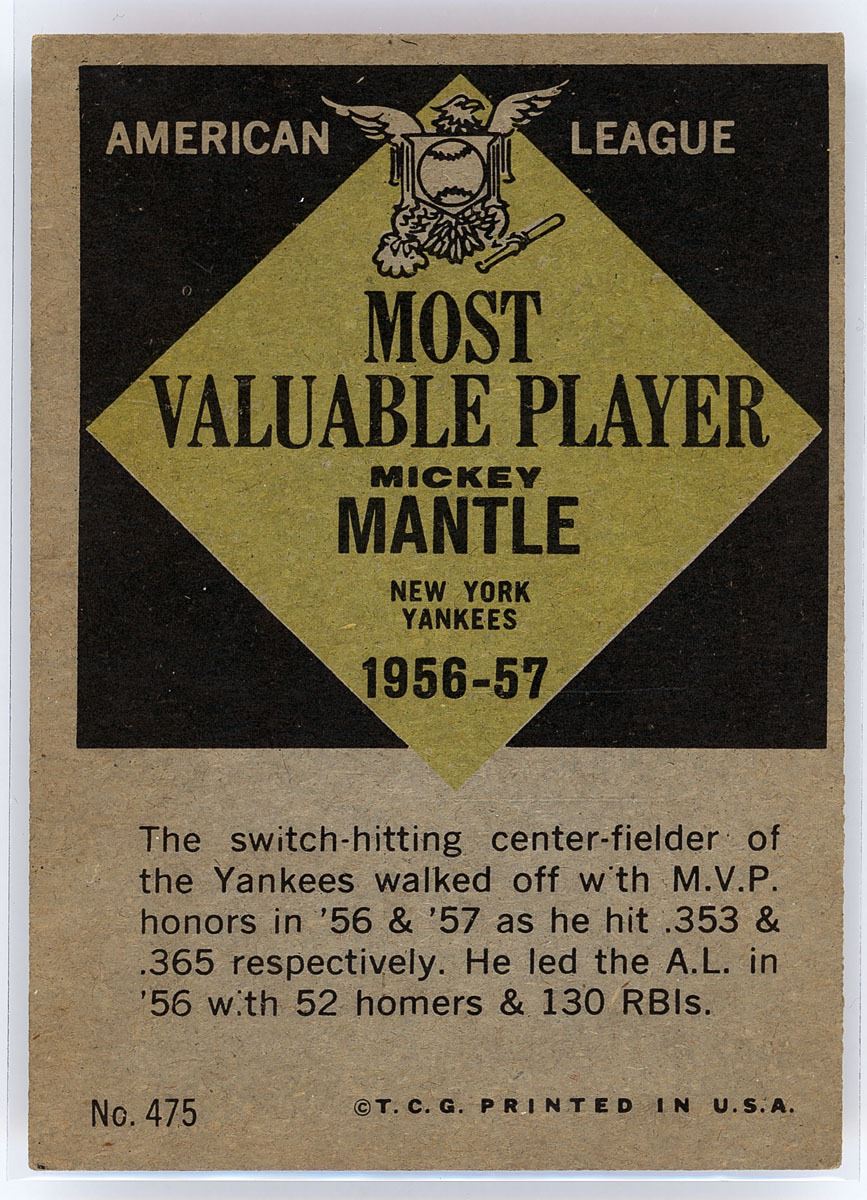 AMERICAN LEAGUE
MOST
VALUABLE PLAYER
MICKEY
MANTLE
NEW YORK
YANKEES
1956-57
The switch-hitting center-fielder of
the Yankees walked off w'th M.V.P.
honors in '56 & '57 as he hit .353 &
.365 respectively. He led the A.L. in
'56 w.th 52 homers & 130 RBIs.
No. 475
©T.C.G. PRINTED IN U.S.A.